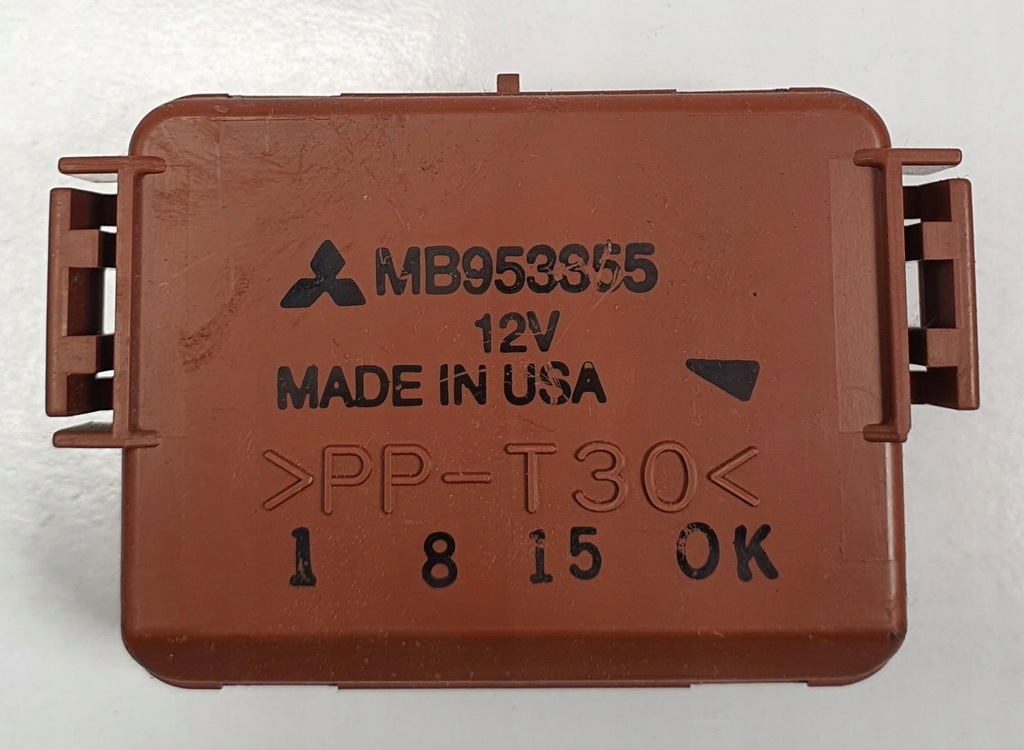 MB953355
12V
MADE IN USA
>PP-T30<
1 8 15 OK